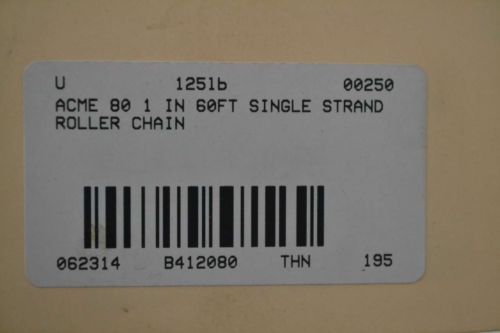 U 1251b 00250
ACME 80 1 IN 60FT SINGLE STRAND
ROLLER CHAIN
062314 B412080 THN 195